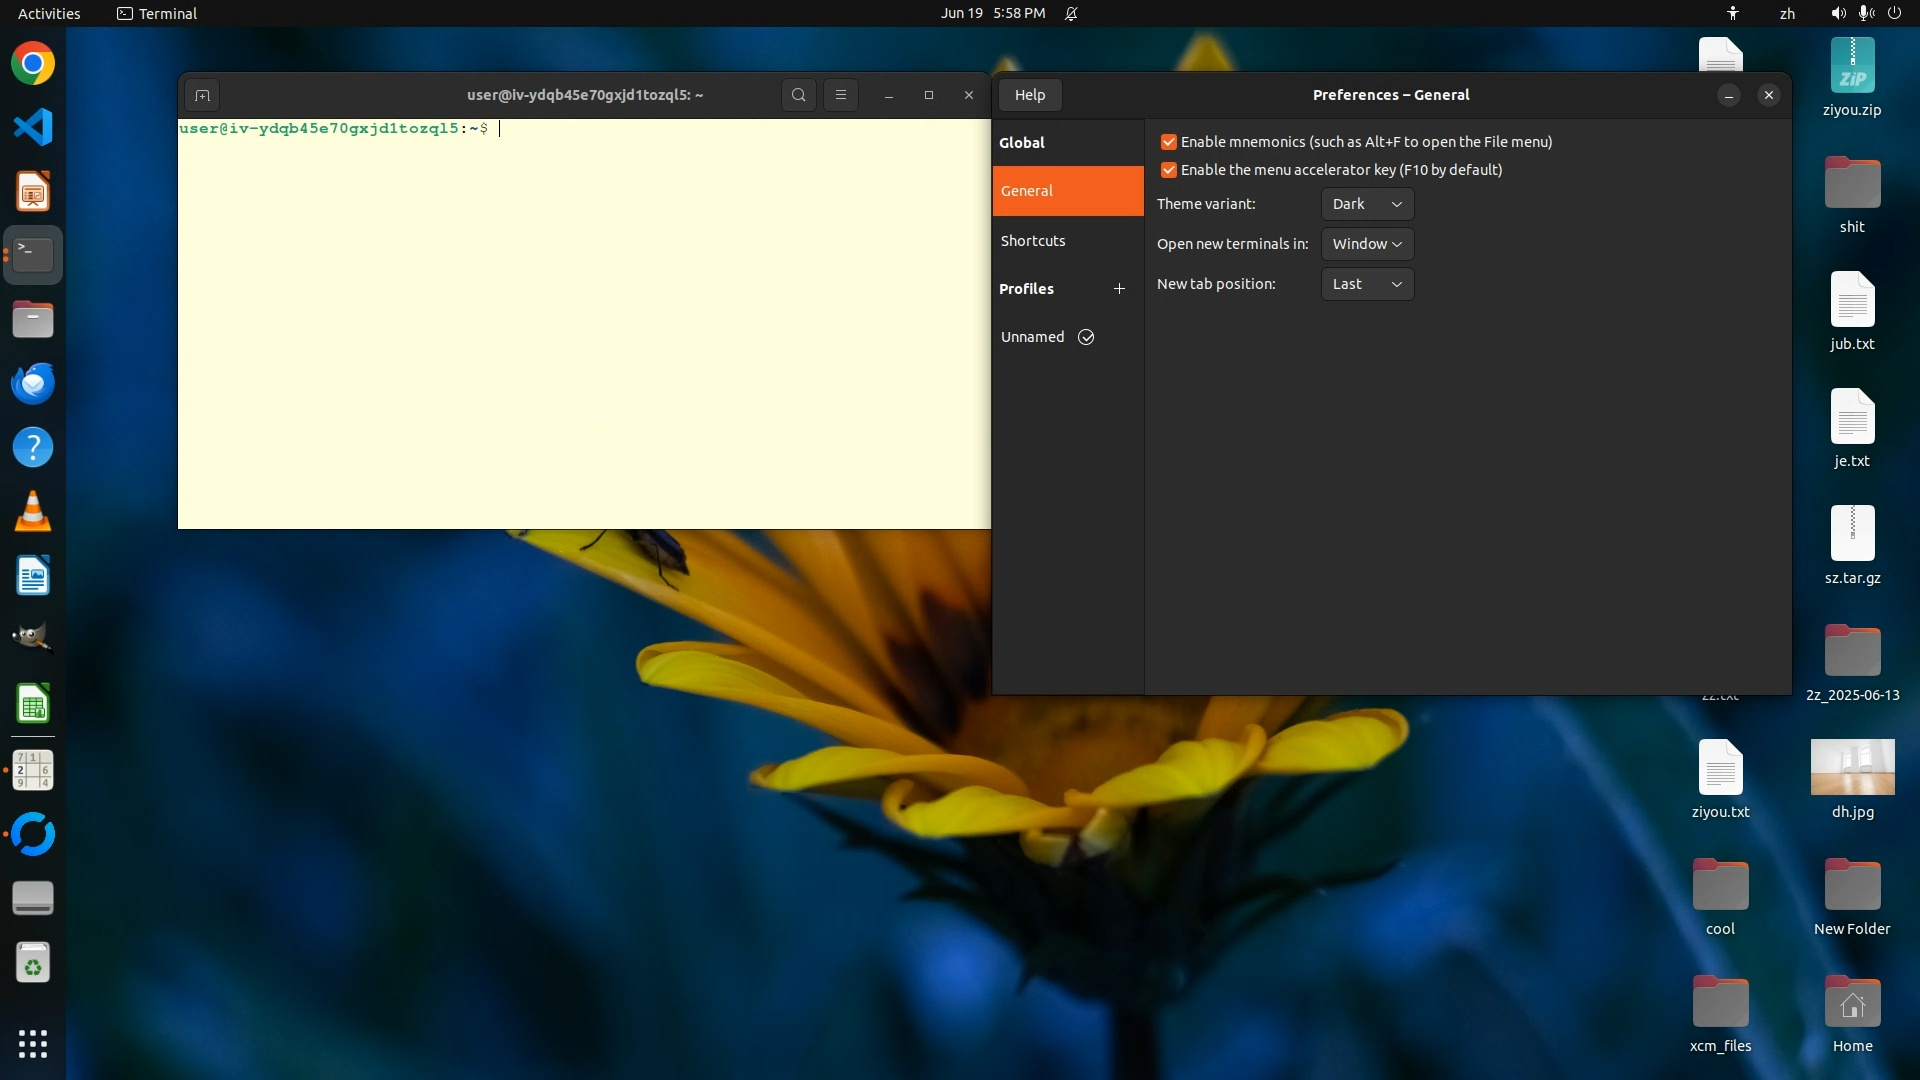 Activities
Terminal
Jun 19 5:58 PM
zh
user@iv-ydqb45e70gxjd1tozql5: ~
user@iv-ydqb45e70gxjd1tozql5:~$
Help
Preferences – General
Global
General
Shortcuts
Profiles
Unnamed
Enable mnemonics (such as Alt+F to open the File menu)
Enable the menu accelerator key (F10 by default)
Theme variant: Dark
Open new terminals in: Window
New tab position: Last
ZiP
ziyou.zip
shit
jub.txt
je.txt
sz.tar.gz
zz.txt
2z_2025-06-13
ziyou.txt
dh.jpg
cool
New Folder
xcm_files
Home